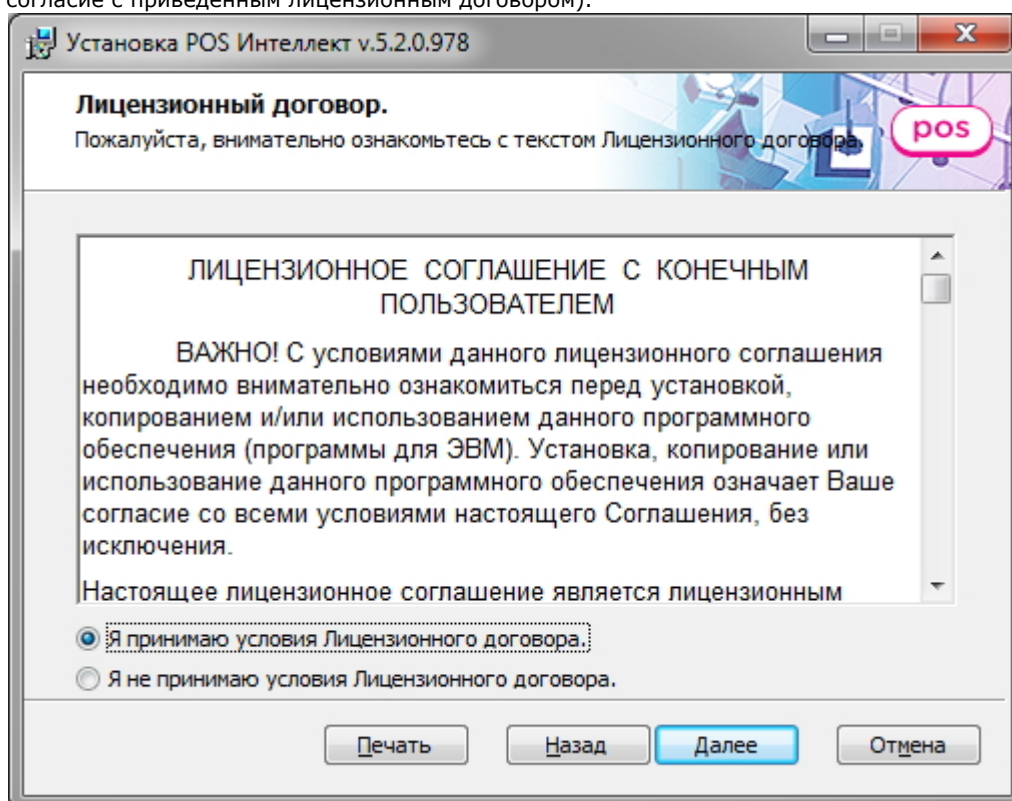 согласие с приведенным лицензионным договором).
Установка POS Интеллект v.5.2.0.978
Лицензионный договор.
Пожалуйста, внимательно ознакомьтесь с текстом Лицензионного договора.
pos
ЛИЦЕНЗИОННОЕ СОГЛАШЕНИЕ С КОНЕЧНЫМ
ПОЛЬЗОВАТЕЛЕМ
ВАЖНО! С условиями данного лицензионного соглашения
необходимо внимательно ознакомиться перед установкой,
копированием и/или использованием данного программного
обеспечения (программы для ЭВМ). Установка, копирование или
использование данного программного обеспечения означает Ваше
согласие со всеми условиями настоящего Соглашения, без
исключения.
Настоящее лицензионное соглашение является лицензионным
Я принимаю условия Лицензионного договора.
Я не принимаю условия Лицензионного договора.
Печать Назад Далее Отмена